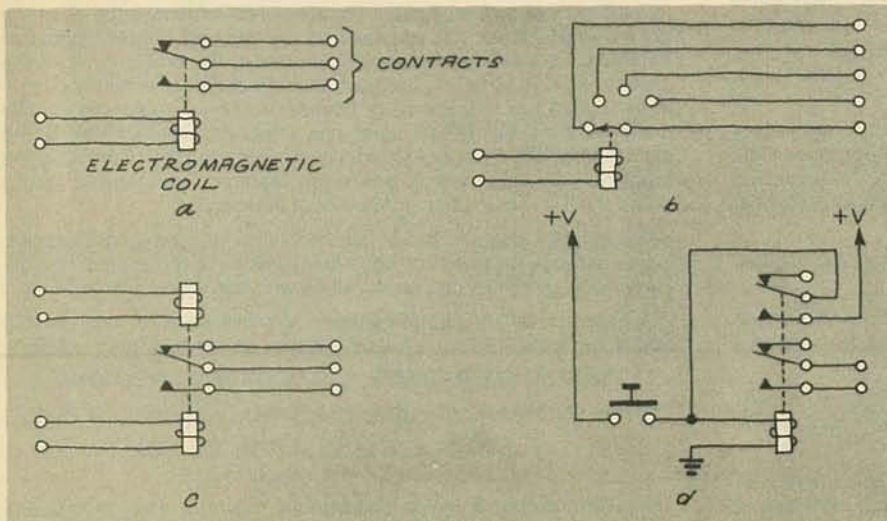 CONTACTS
ELECTROMAGNETIC
COIL
a
b
+V
+V
c
d